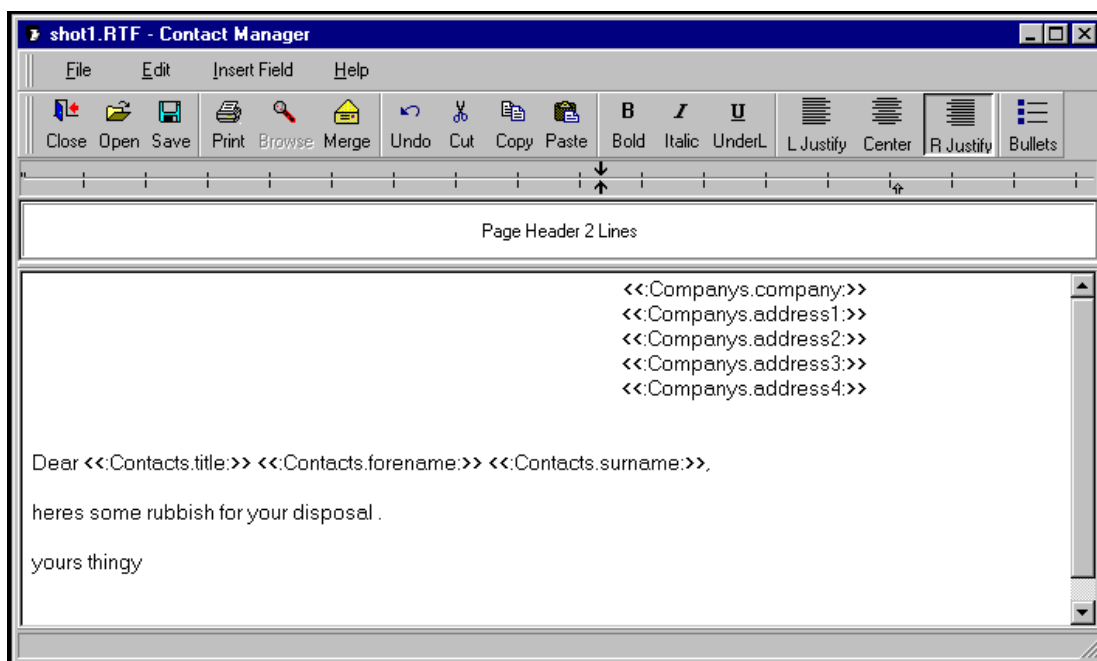 shot1.RTF - Contact Manager
File Edit Insert Field Help
Close Open Save Print Browse Merge Undo Cut Copy Paste B Bold I Italic U UnderL L Justify Center R Justify Bullets
Page Header 2 Lines
<<:Companys.company:>>
<<:Companys.address1:>>
<<:Companys.address2:>>
<<:Companys.address3:>>
<<:Companys.address4:>>
Dear <<:Contacts.title:>> <<:Contacts.forename:>> <<:Contacts.surname:>>,
heres some rubbish for your disposal .
yours thingy